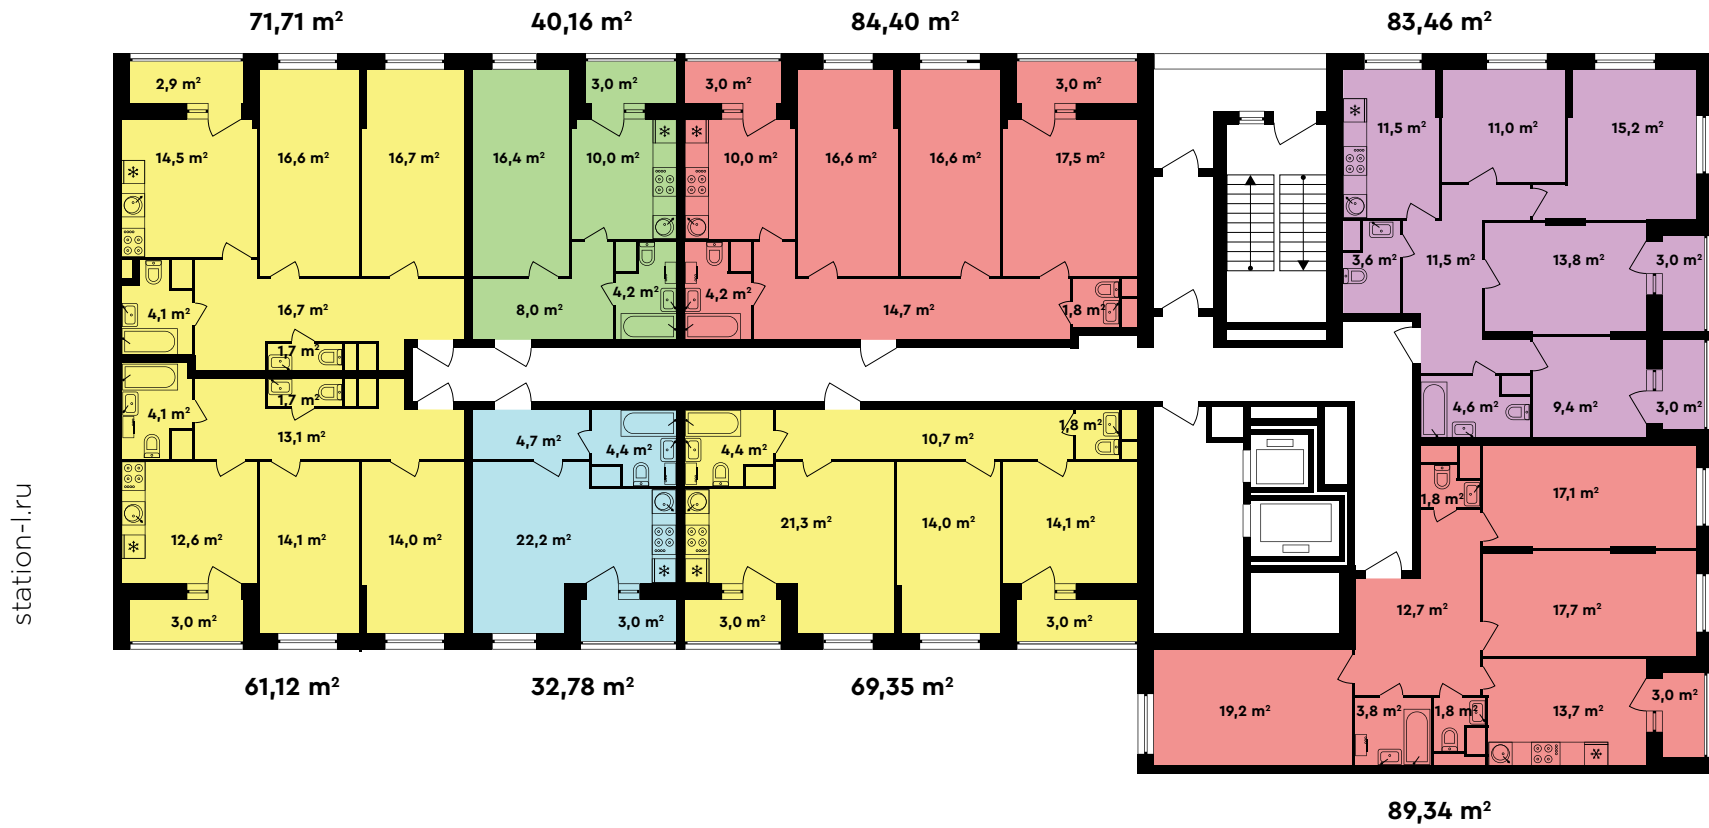 71,71 m²
40,16 m²
84,40 m²
83,46 m²
2,9 m²
3,0 m²
3,0 m²
3,0 m²
14,5 m²
16,6 m²
16,7 m²
16,4 m²
10,0 m²
10,0 m²
16,6 m²
16,6 m²
17,5 m²
11,5 m²
11,0 m²
15,2 m²
3,6 m²
11,5 m²
13,8 m²
3,0 m²
4,1 m²
16,7 m²
8,0 m²
4,2 m²
4,2 m²
14,7 m²
1,8 m²
1,7 m²
1,7 m²
4,1 m²
13,1 m²
4,7 m²
4,4 m²
4,4 m²
10,7 m²
1,8 m²
4,6 m²
9,4 m²
3,0 m²
12,6 m²
14,1 m²
14,0 m²
22,2 m²
21,3 m²
14,0 m²
14,1 m²
1,8 m²
17,1 m²
3,0 m²
3,0 m²
3,0 m²
3,0 m²
12,7 m²
17,7 m²
19,2 m²
3,8 m²
1,8 m²
13,7 m²
3,0 m²
61,12 m²
32,78 m²
69,35 m²
89,34 m²
station-l.ru